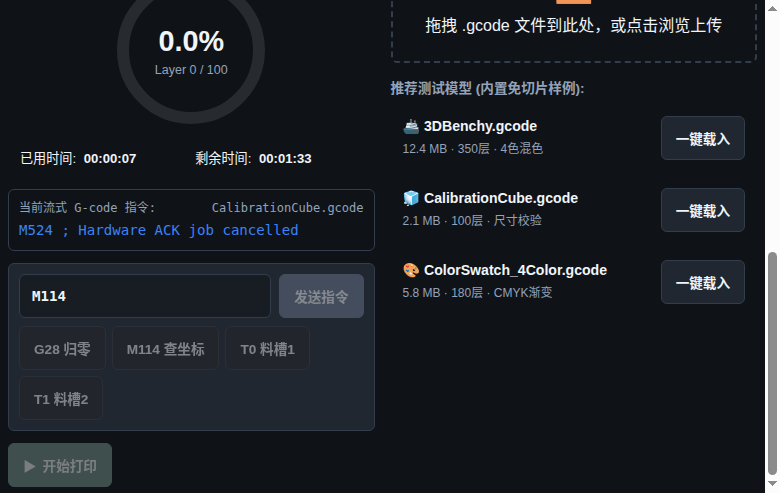 0.0%
Layer 0 / 100
已用时间: 00:00:07
剩余时间: 00:01:33
当前流式 G-code 指令:
CalibrationCube.gcode
M524 ; Hardware ACK job cancelled
M114
发送指令
G28 归零
M114 查坐标
T0 料槽1
T1 料槽2
▶ 开始打印
拖拽 .gcode 文件到此处，或点击浏览上传
推荐测试模型 (内置免切片样例):
3DBenchy.gcode
12.4 MB · 350层 · 4色混色
一键载入
CalibrationCube.gcode
2.1 MB · 100层 · 尺寸校验
一键载入
ColorSwatch_4Color.gcode
5.8 MB · 180层 · CMYK渐变
一键载入